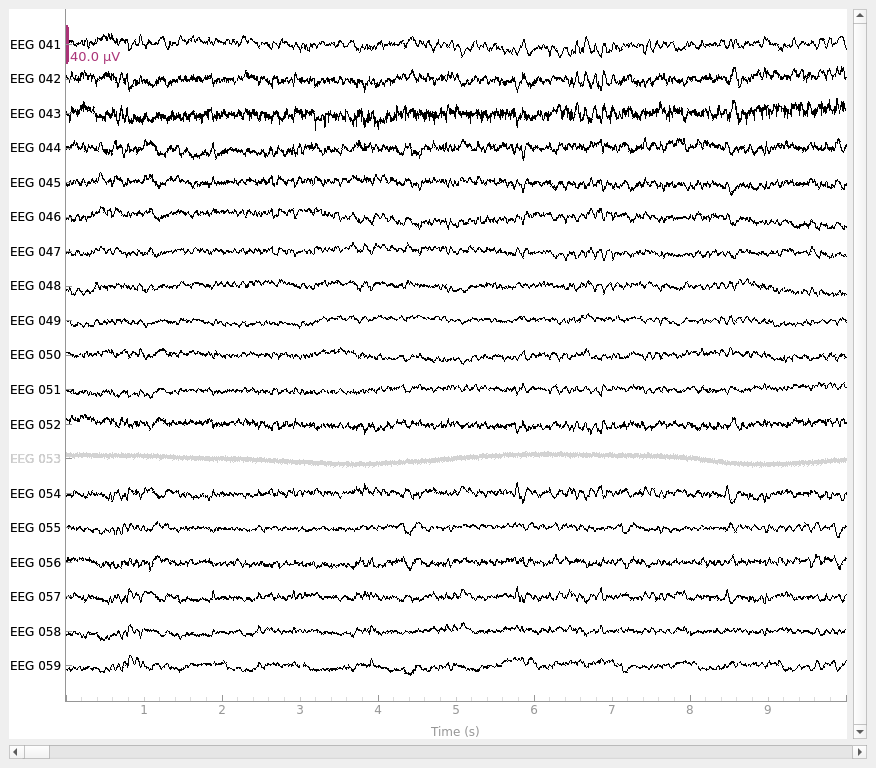 EEG 041
40.0 µV
EEG 042
EEG 043
EEG 044
EEG 045
EEG 046
EEG 047
EEG 048
EEG 049
EEG 050
EEG 051
EEG 052
EEG 053
EEG 054
EEG 055
EEG 056
EEG 057
EEG 058
EEG 059
1 2 3 4 5 6 7 8 9
Time (s)